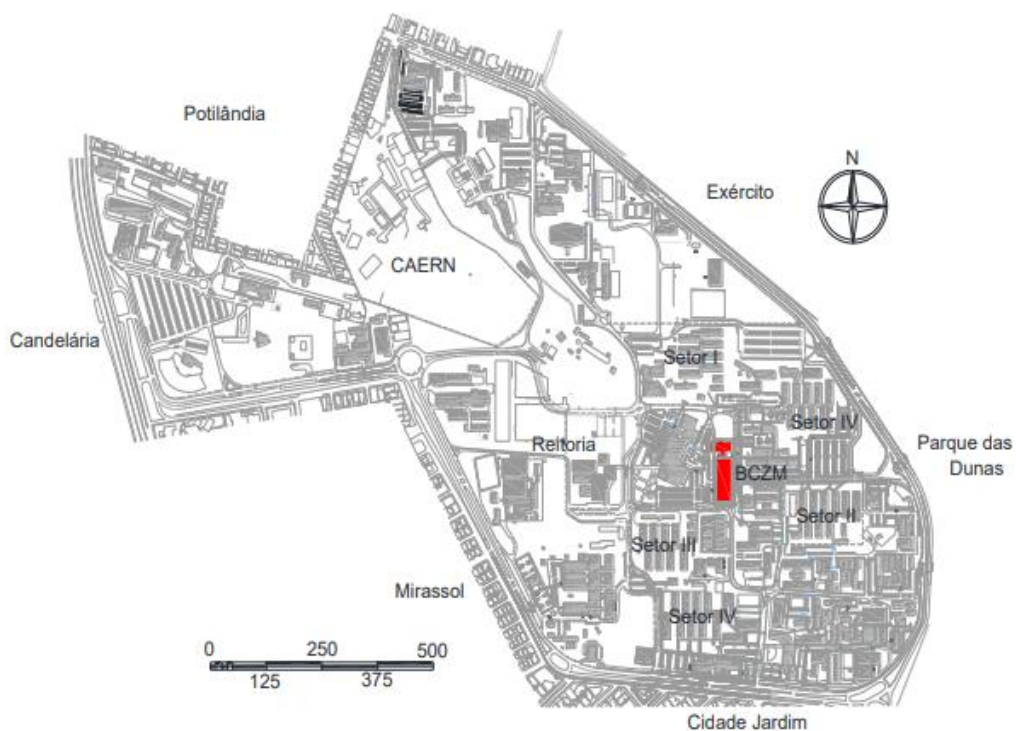 Potilândia
N
Exército
CAERN
Candelária
Setor I
Setor IV
Reitoria
Parque das
Dunas
BCZM
Setor II
Setor III
Mirassol
Setor IV
0 250 500
125 375
Cidade Jardim